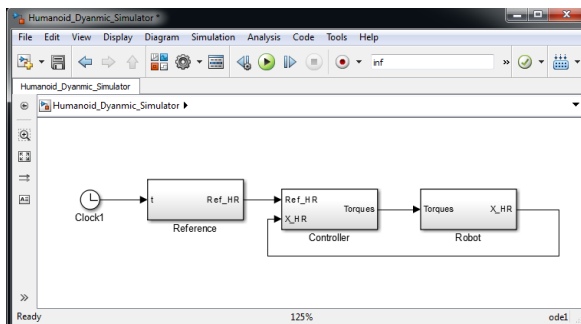 Humanoid_Dyanmic_Simulator *
File Edit View Display Diagram Simulation Analysis Code Tools Help
inf
Humanoid_Dyanmic_Simulator
Humanoid_Dyanmic_Simulator
Clock1
t Ref_HR
Reference
Ref_HR
X_HR
Torques
Controller
Torques X_HR
Robot
Ready 125% ode1